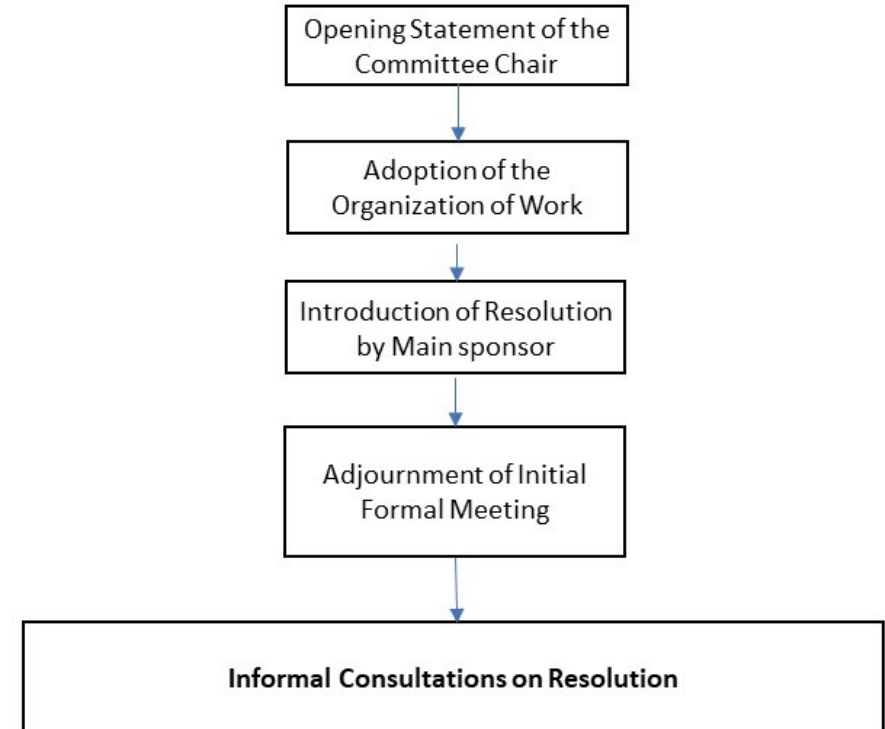 Opening Statement of the
Committee Chair
Adoption of the
Organization of Work
Introduction of Resolution
by Main sponsor
Adjournment of Initial
Formal Meeting
Informal Consultations on Resolution